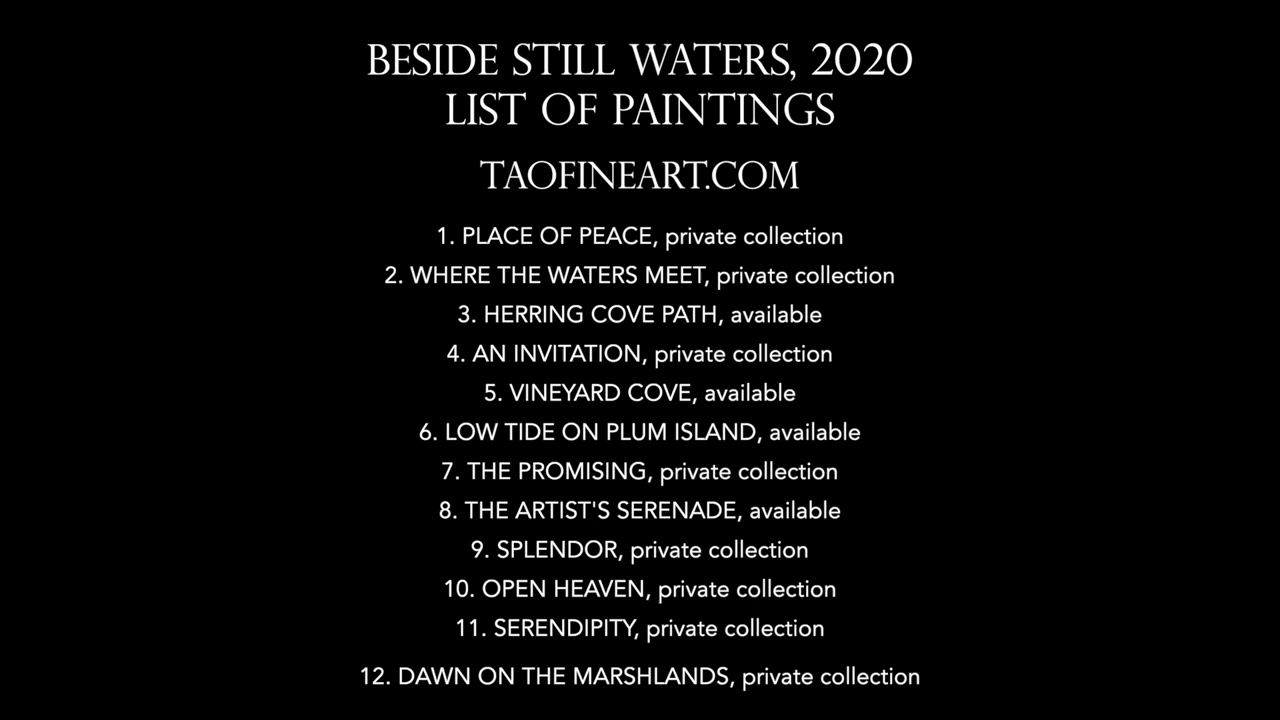 BESIDE STILL WATERS, 2020
LIST OF PAINTINGS
TAOFINEART.COM
1. PLACE OF PEACE, private collection
2. WHERE THE WATERS MEET, private collection
3. HERRING COVE PATH, available
4. AN INVITATION, private collection
5. VINEYARD COVE, available
6. LOW TIDE ON PLUM ISLAND, available
7. THE PROMISING, private collection
8. THE ARTIST'S SERENADE, available
9. SPLENDOR, private collection
10. OPEN HEAVEN, private collection
11. SERENDIPITY, private collection
12. DAWN ON THE MARSHLANDS, private collection